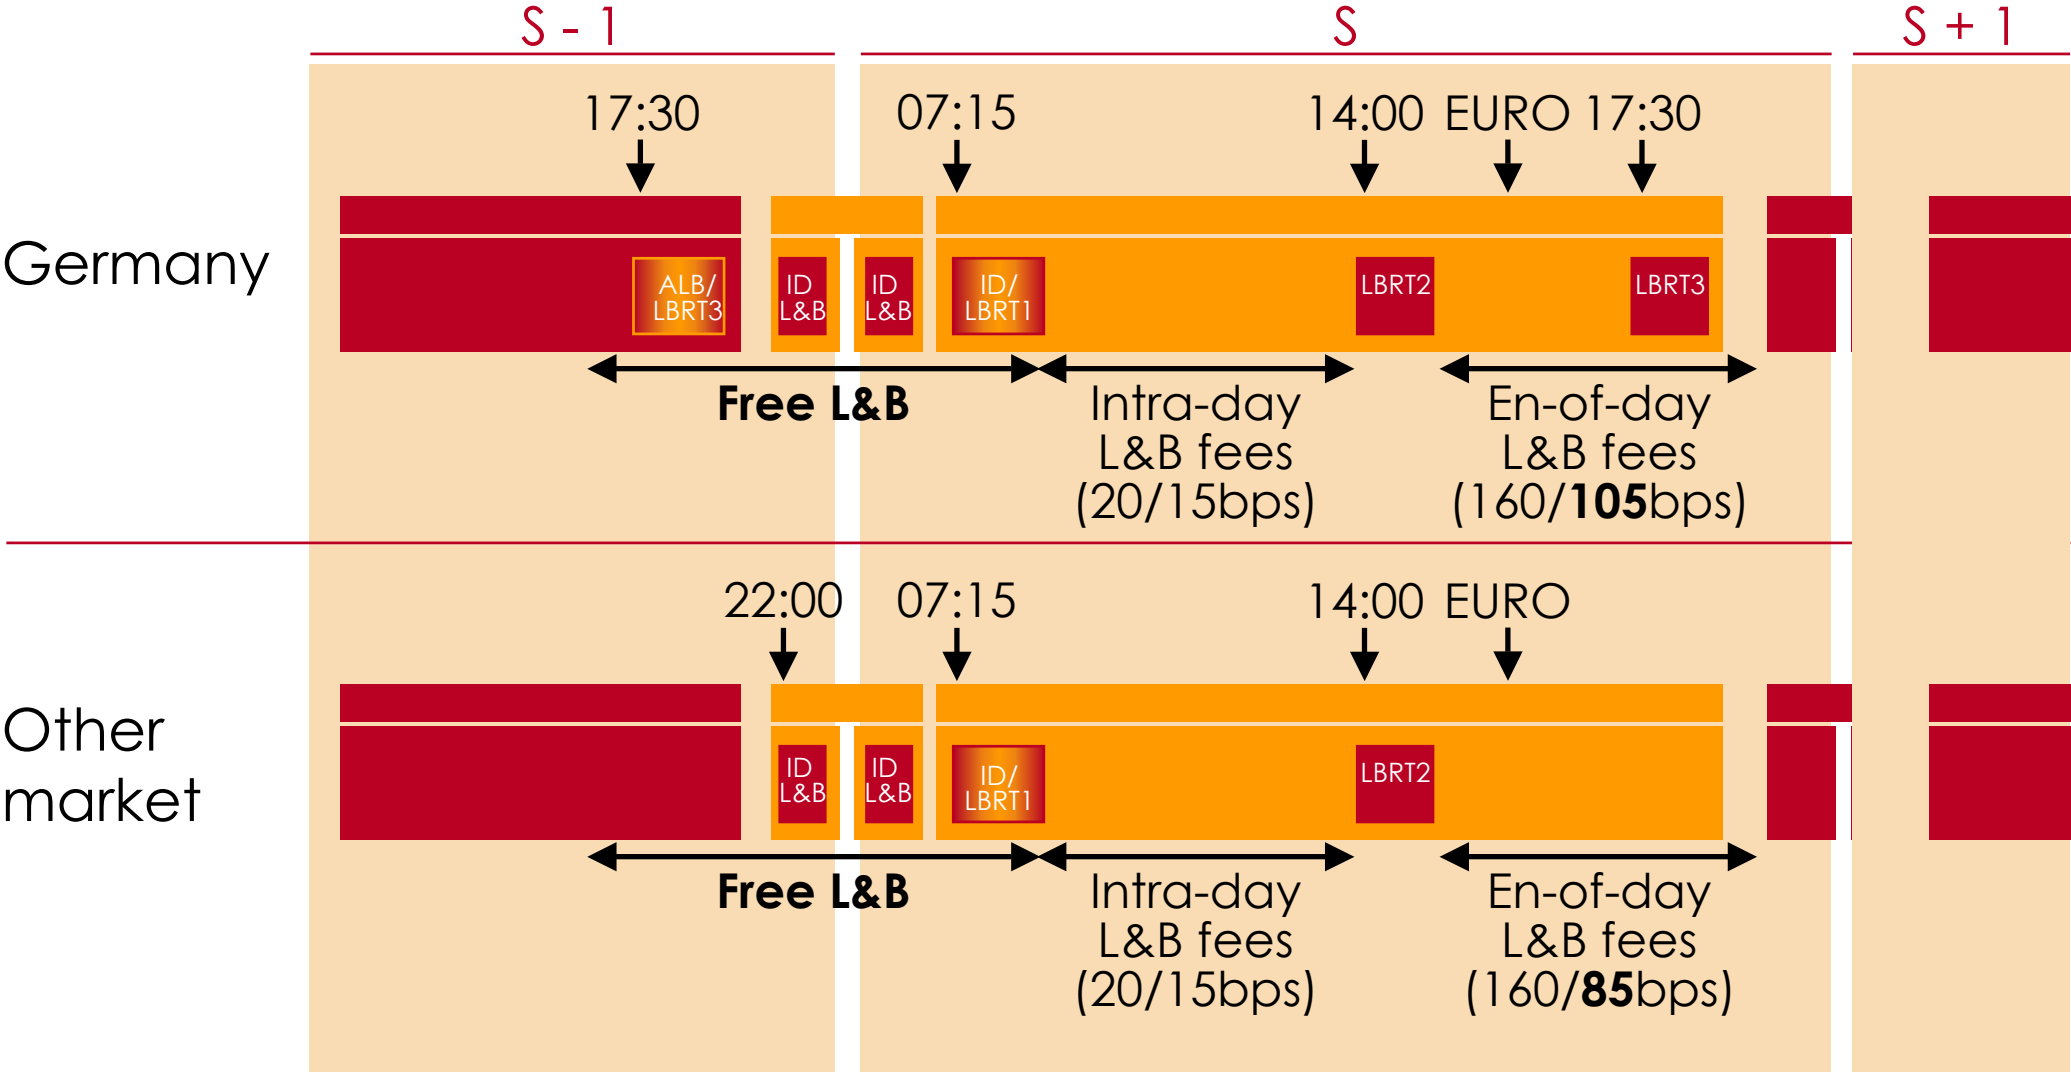 S - 1
S
S + 1
17:30
07:15
14:00
EURO
17:30
Germany
ALB/
LBRT3
ID
L&B
ID
L&B
ID/
LBRT1
LBRT2
LBRT3
Free L&B
Intra-day
L&B fees
(20/15bps)
En-of-day
L&B fees
(160/105bps)
22:00
07:15
14:00
EURO
Other
market
ID
L&B
ID
L&B
ID/
LBRT1
LBRT2
Free L&B
Intra-day
L&B fees
(20/15bps)
En-of-day
L&B fees
(160/85bps)